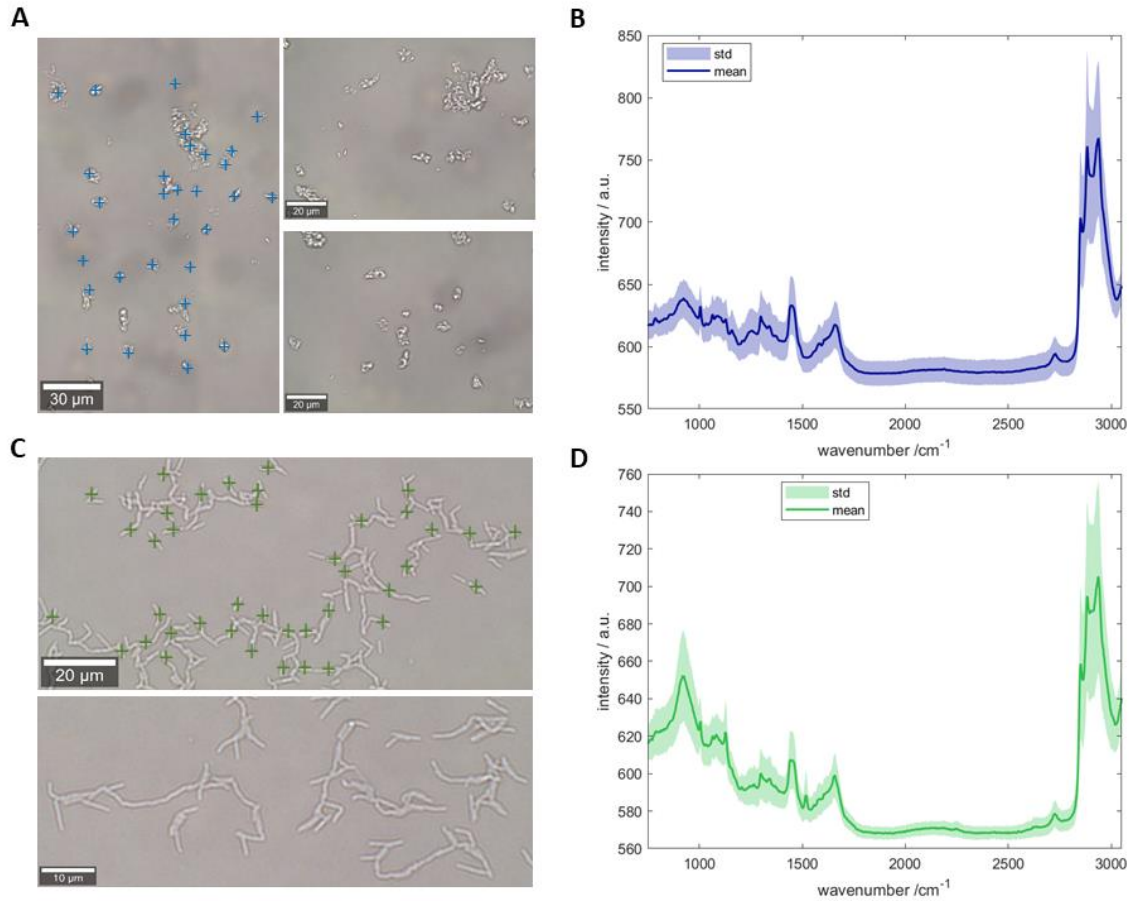 A
30 µm
20 µm
20 µm
B
std
mean
850
800
750
700
650
600
550
intensity / a.u.
1000 1500 2000 2500 3000
wavenumber /cm-1
C
20 µm
10 µm
D
std
mean
760
740
720
700
680
660
640
620
600
580
560
intensity / a.u.
1000 1500 2000 2500 3000
wavenumber /cm-1